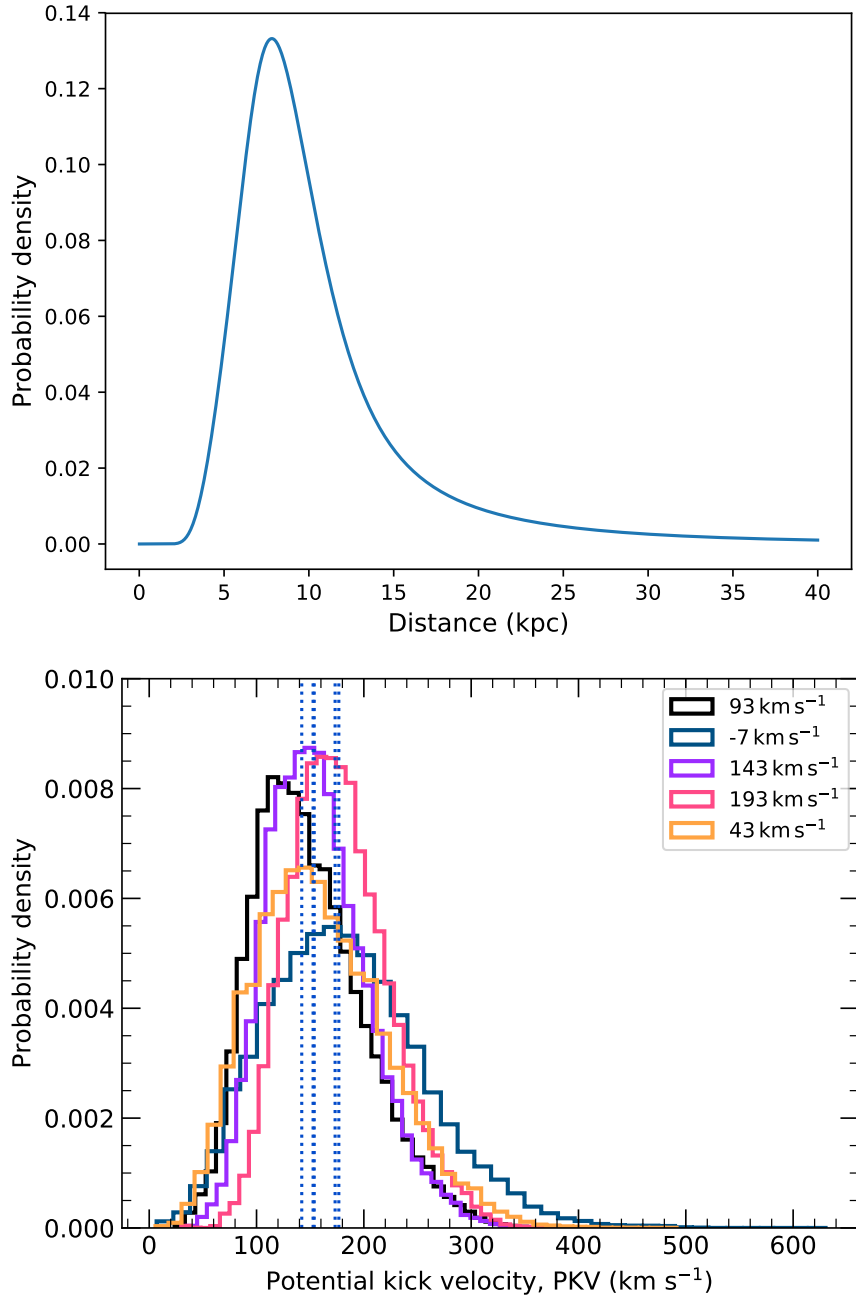 0.14
0.12
0.10
0.08
0.06
0.04
0.02
0.00
Probability density
0 5 10 15 20 25 30 35 40
Distance (kpc)
0.010
0.008
0.006
0.004
0.002
0.000
Probability density
93 km s⁻¹
-7 km s⁻¹
143 km s⁻¹
193 km s⁻¹
43 km s⁻¹
0 100 200 300 400 500 600
Potential kick velocity, PKV (km s⁻¹)